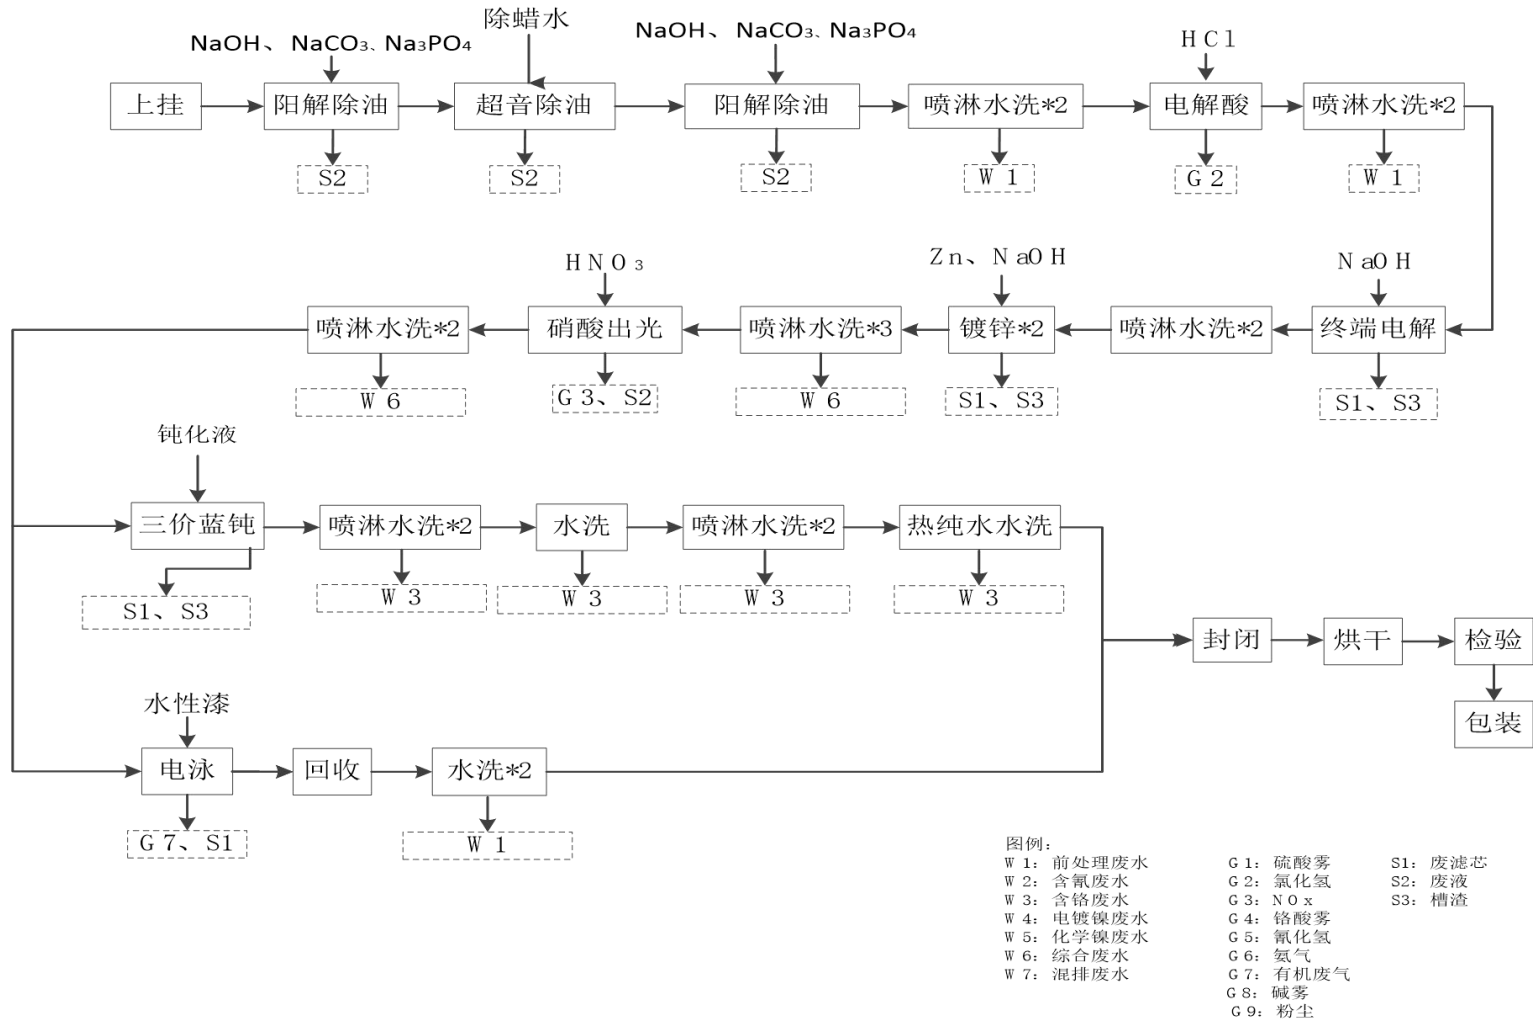 除蜡水
NaOH、NaCO₃、Na₃PO₄
NaOH、NaCO₃、Na₃PO₄
HCl
上挂
阳解除油
超音除油
阳解除油
喷淋水洗*2
电解酸
喷淋水洗*2
S2
S2
S2
W1
G2
W1
HNO₃
Zn、NaOH
NaOH
喷淋水洗*2
硝酸出光
喷淋水洗*3
镀锌*2
喷淋水洗*2
终端电解
W6
G3、S2
W6
S1、S3
S1、S3
钝化液
三价蓝钝
喷淋水洗*2
水洗
喷淋水洗*2
热纯水水洗
S1、S3
W3
W3
W3
W3
封闭
烘干
检验
包装
水性漆
电泳
回收
水洗*2
G7、S1
W1
图例：
W1：前处理废水
W2：含氰废水
W3：含铬废水
W4：电镀镍废水
W5：化学镍废水
W6：综合废水
W7：混排废水
G1：硫酸雾
G2：氯化氢
G3：NOx
G4：铬酸雾
G5：氰化氢
G6：氨气
G7：有机废气
G8：碱雾
G9：粉尘
S1：废滤芯
S2：废液
S3：槽渣